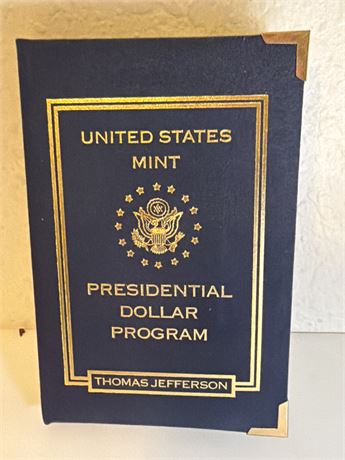 UNITED STATES
MINT
PRESIDENTIAL
DOLLAR
PROGRAM
THOMAS JEFFERSON